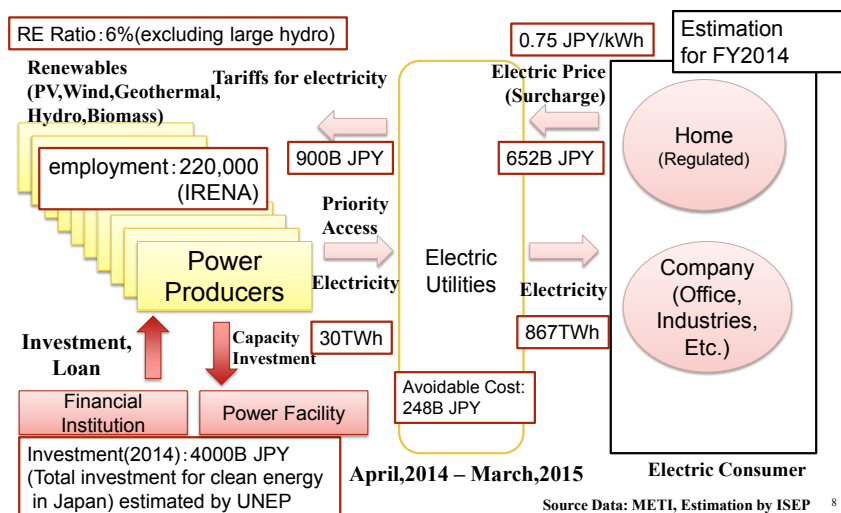 RE Ratio：6%(excluding large hydro)
Renewables
(PV,Wind,Geothermal,
Hydro,Biomass)
employment：220,000
(IRENA)
Power
Producers
Tariffs for electricity
900B JPY
Priority
Access
Electricity
30TWh
Investment,
Loan
Capacity
Investment
Financial
Institution
Power Facility
Investment(2014)：4000B JPY
(Total investment for clean energy
in Japan) estimated by UNEP
Electric
Utilities
Avoidable Cost:
248B JPY
April,2014 – March,2015
0.75 JPY/kWh
Electric Price
(Surcharge)
652B JPY
Electricity
867TWh
Estimation
for FY2014
Home
(Regulated)
Company
(Office,
Industries,
Etc.)
Electric Consumer
Source Data: METI, Estimation by ISEP
8